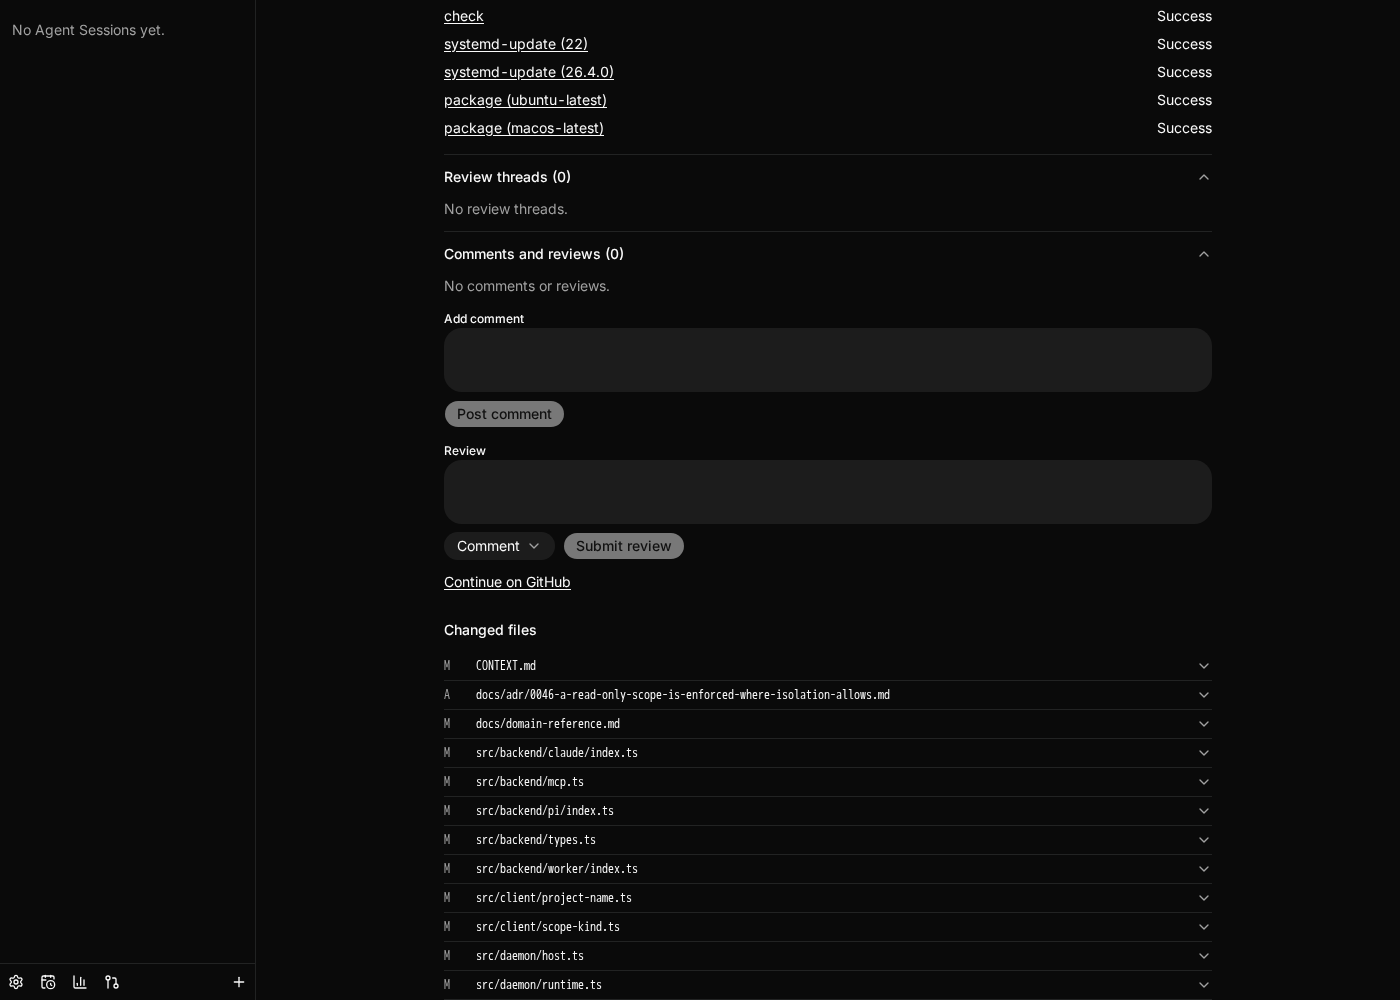 No Agent Sessions yet.
check Success
systemd-update (22) Success
systemd-update (26.4.0) Success
package (ubuntu-latest) Success
package (macos-latest) Success
Review threads (0)
No review threads.
Comments and reviews (0)
No comments or reviews.
Add comment
Post comment
Review
Comment Submit review
Continue on GitHub
Changed files
M CONTEXT.md
A docs/adr/0046-a-read-only-scope-is-enforced-where-isolation-allows.md
M docs/domain-reference.md
M src/backend/claude/index.ts
M src/backend/mcp.ts
M src/backend/pi/index.ts
M src/backend/types.ts
M src/backend/worker/index.ts
M src/client/project-name.ts
M src/client/scope-kind.ts
M src/daemon/host.ts
M src/daemon/runtime.ts